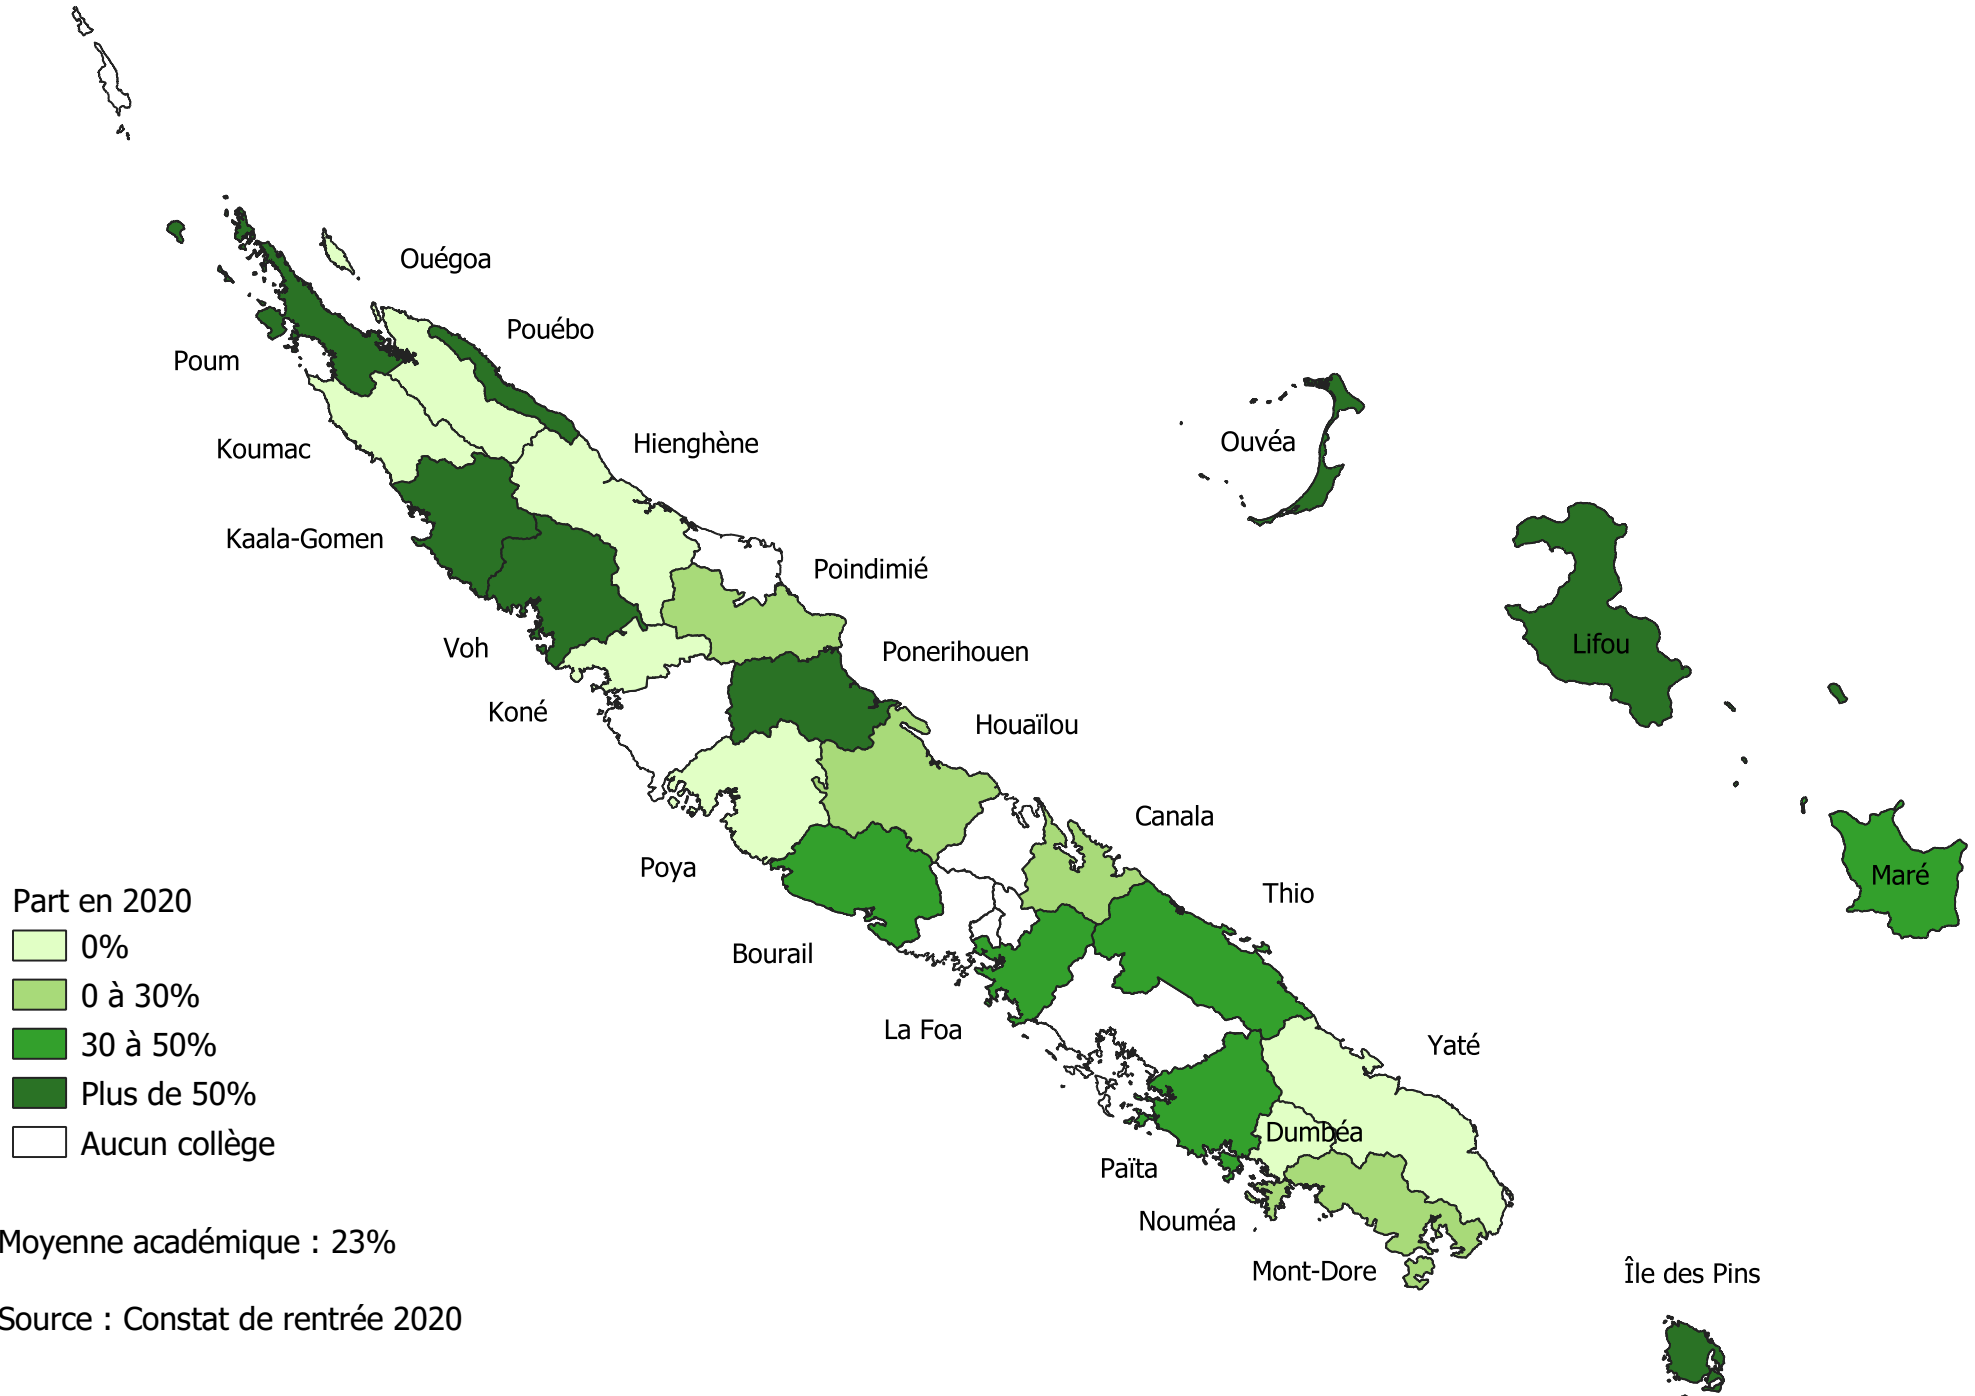 Ouégoa
Pouébo
Poum
Hienghène
Koumac
Ouvéa
Kaala-Gomen
Poindimié
Lifou
Voh
Ponerihouen
Koné
Houaïlou
Canala
Poya
Maré
Thio
Bourail
La Foa
Yaté
Dumbéa
Païta
Nouméa
Mont-Dore
Île des Pins
Part en 2020
0%
0 à 30%
30 à 50%
Plus de 50%
Aucun collège
Moyenne académique : 23%
Source : Constat de rentrée 2020